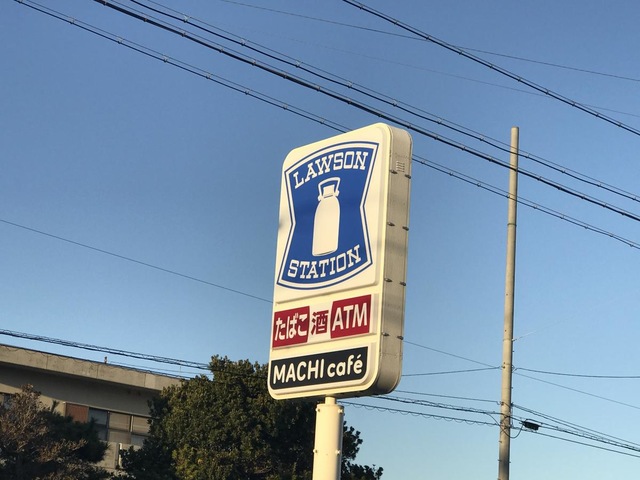 LAWSON
STATION
たばこ 酒 ATM
MACHI café